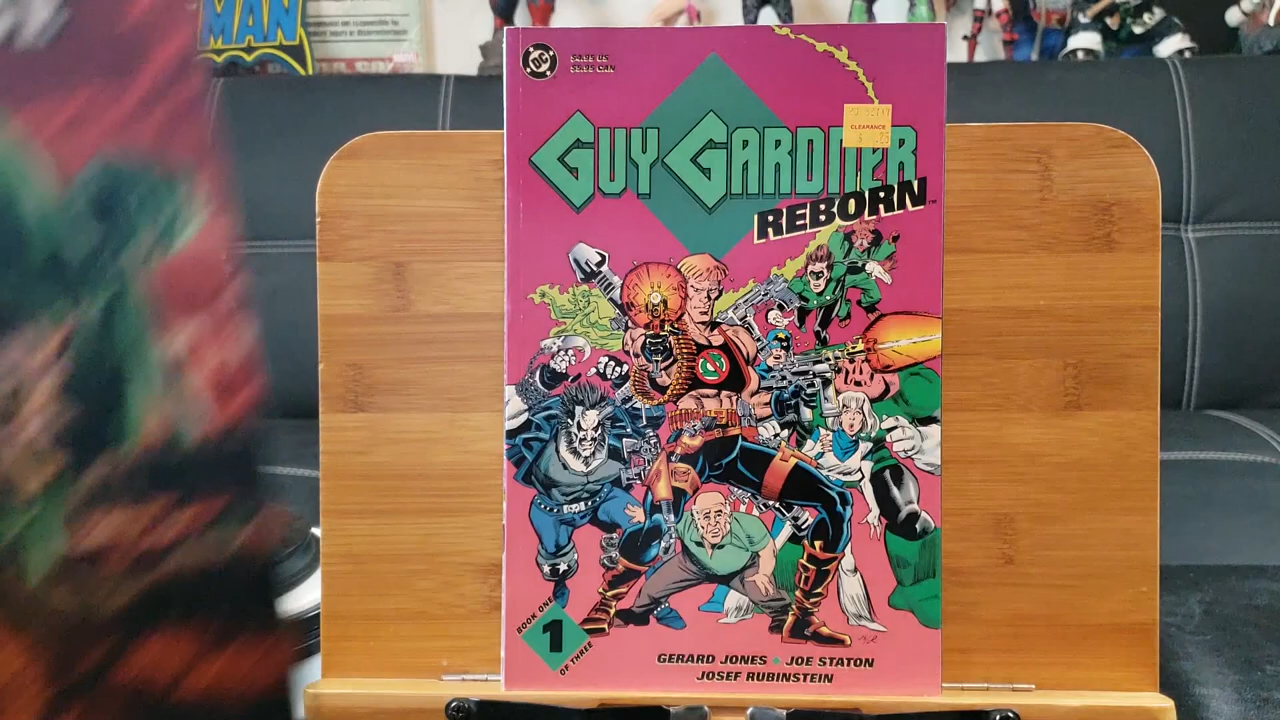 MAN
DC
$4.95 US
$5.95 CAN
CLEARANCE
GUY GARDNER
REBORN™
BOOK ONE
1
OF THREE
GERARD JONES • JOE STATON
JOSEF RUBINSTEIN